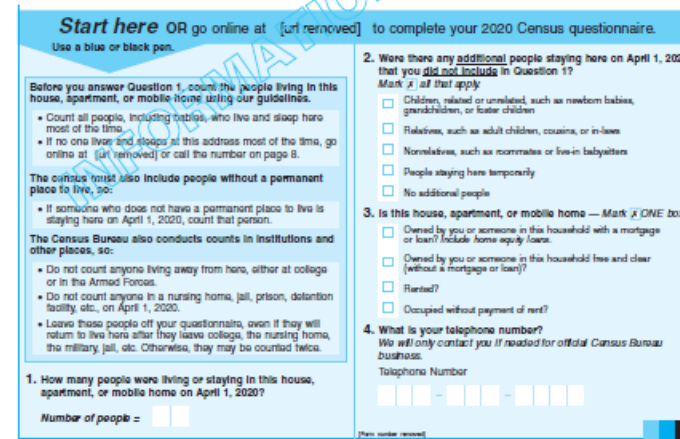 Start here OR go online at [url removed] to complete your 2020 Census questionnaire.
Use a blue or black pen.
Before you answer Question 1, count the people living in this
house, apartment, or mobile home using our guidelines.
• Count all people, including babies, who live and sleep here
most of the time.
• If no one lives and sleeps at this address most of the time, go
online at [url removed] or call the number on page 8.
The census must also include people without a permanent
place to live, so:
• If someone who does not have a permanent place to live is
staying here on April 1, 2020, count that person.
The Census Bureau also conducts counts in institutions and
other places, so:
• Do not count anyone living away from here, either at college
or in the Armed Forces.
• Do not count anyone in a nursing home, jail, prison, detention
facility, etc., on April 1, 2020.
• Leave these people off your questionnaire, even if they will
return to live here after they leave college, the nursing home,
the military, jail, etc. Otherwise, they may be counted twice.
1. How many people were living or staying in this house,
apartment, or mobile home on April 1, 2020?
Number of people =
2. Were there any additional people staying here on April 1, 202
that you did not include in Question 1?
Mark x all that apply.
Children, related or unrelated, such as newborn babies,
grandchildren, or foster children
Relatives, such as adult children, cousins, or in-laws
Nonrelatives, such as roommates or live-in babysitters
People staying here temporarily
No additional people
3. Is this house, apartment, or mobile home — Mark x ONE bo
Owned by you or someone in this household with a mortgage
or loan? Include home equity loans.
Owned by you or someone in this household free and clear
(without a mortgage or loan)?
Rented?
Occupied without payment of rent?
4. What is your telephone number?
We will only contact you if needed for official Census Bureau
business.
Telephone Number
- -
[Form number removed]
INFORMATIO